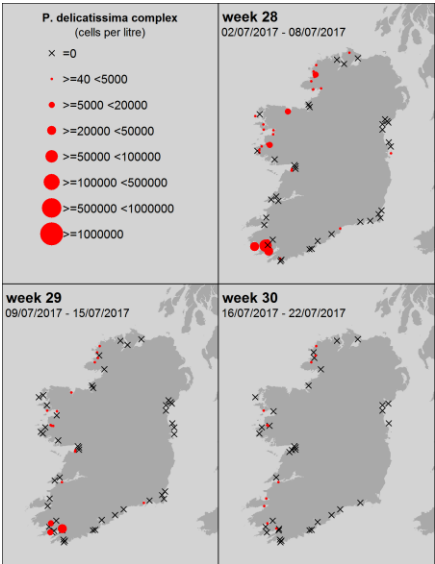 P. delicatissima complex
(cells per litre)
=0
>=40 <5000
>=5000 <20000
>=20000 <50000
>=50000 <100000
>=100000 <500000
>=500000 <1000000
>=1000000
week 28
02/07/2017 - 08/07/2017
week 29
09/07/2017 - 15/07/2017
week 30
16/07/2017 - 22/07/2017